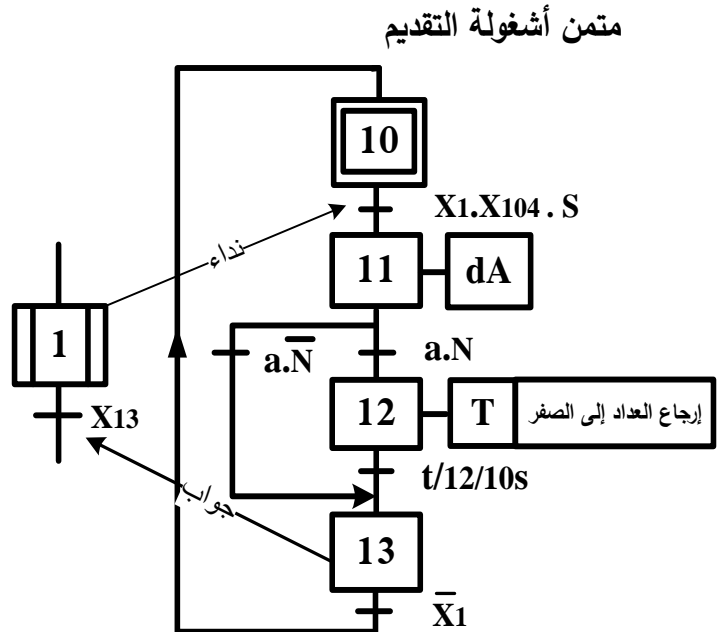 متمن أشغولة التقديم
10
X1.X104 . S
نداء
11
dA
1
a.N̅
a.N
X13
12
T
إرجاع العداد إلى الصفر
t/12/10s
جواب
13
X̅1